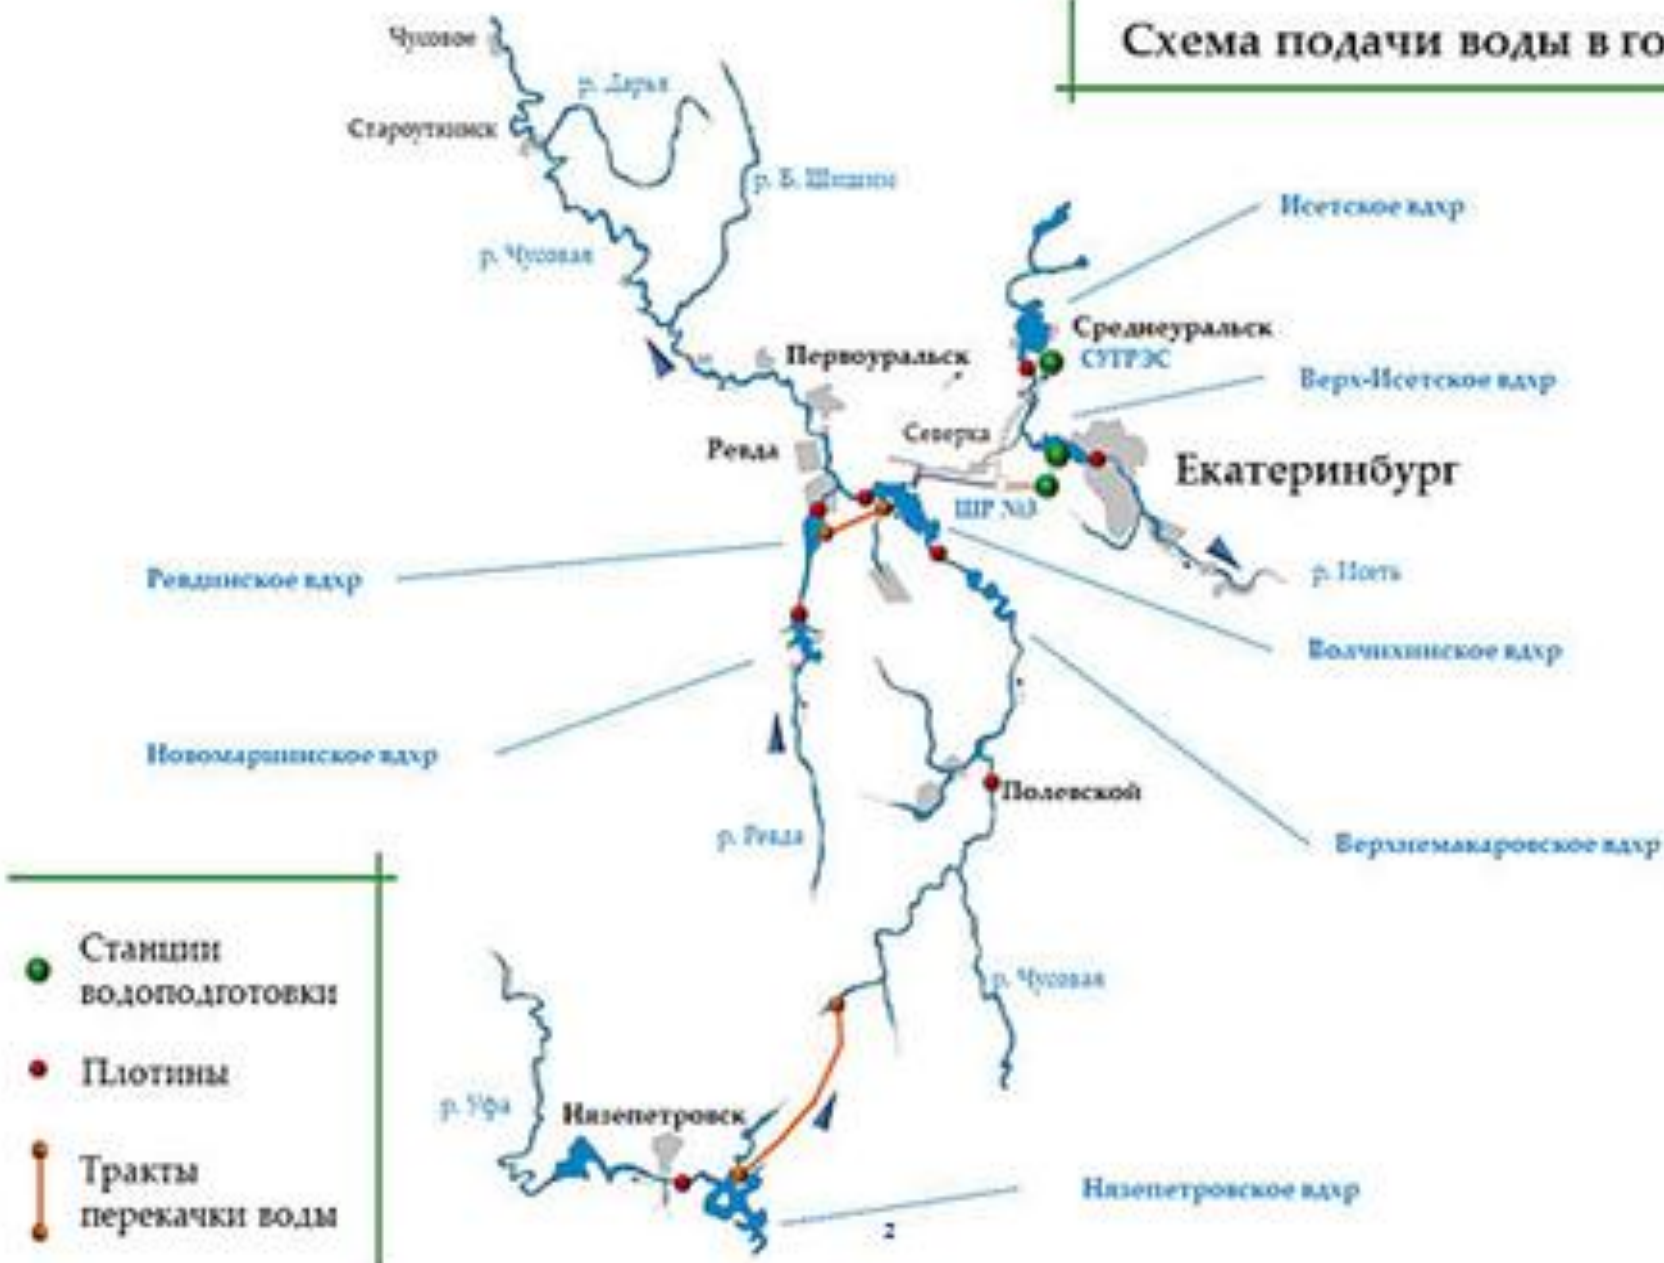 Схема подачи воды в го
Чусовое
р. Дарья
Староуткинск
р. Б. Шишим
Исетское вдхр
р. Чусовая
Среднеуральск
Первоуральск
СУГРЭС
Верх-Исетское вдхр
Северка
Ревда
Екатеринбург
ШР №3
Ревдинское вдхр
р. Исеть
Волчихинское вдхр
Новомариинское вдхр
Полевской
р. Ревда
Верхнемакаровское вдхр
Станции
водоподготовки
р. Чусовая
Плотины
р. Уфа
Нязепетровск
Тракты
перекачки воды
Нязепетровское вдхр
2